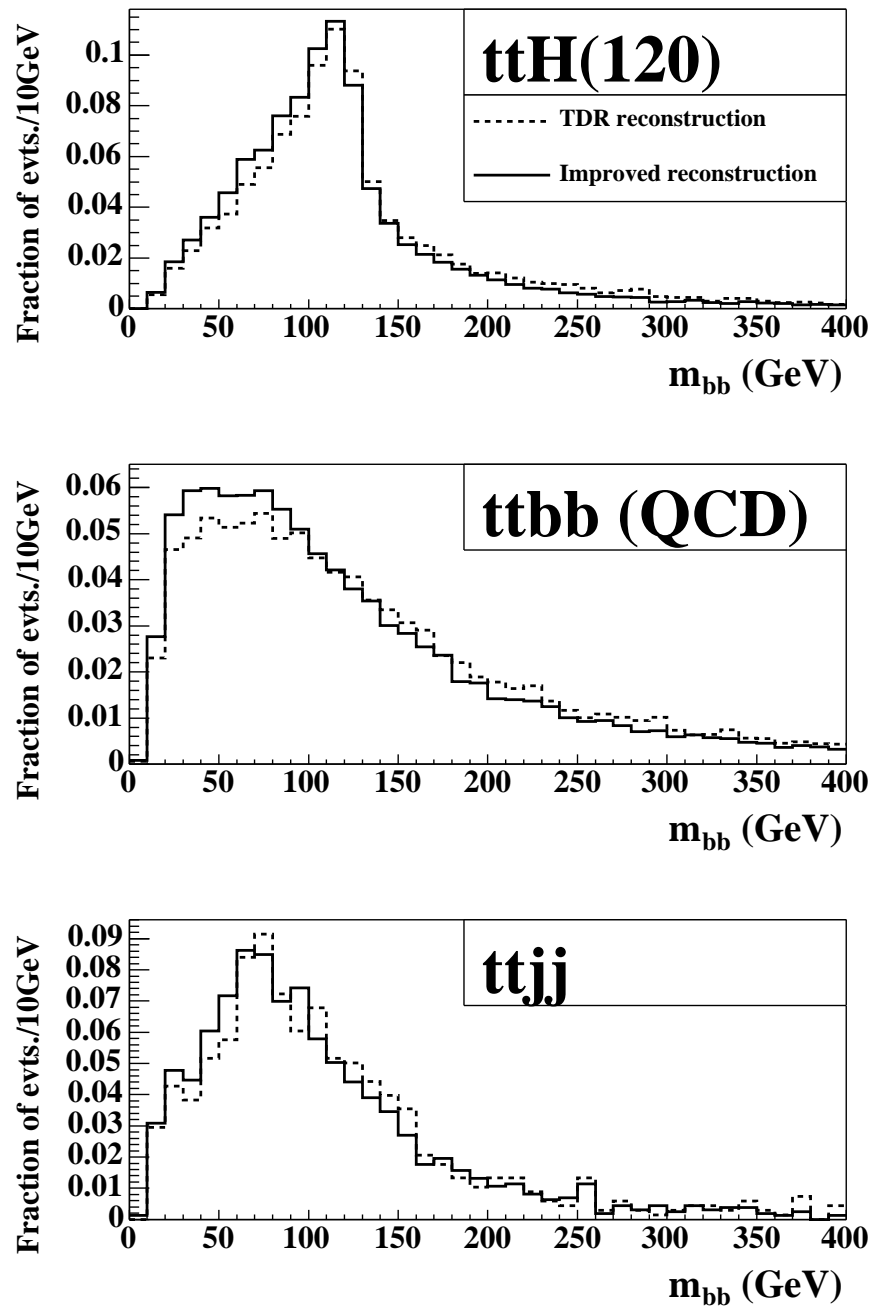 ttH(120)
TDR reconstruction
Improved reconstruction
Fraction of evts./10GeV
0.1
0.08
0.06
0.04
0.02
0
0 50 100 150 200 250 300 350 400
m_bb (GeV)
ttbb (QCD)
Fraction of evts./10GeV
0.06
0.05
0.04
0.03
0.02
0.01
0
0 50 100 150 200 250 300 350 400
m_bb (GeV)
ttjj
Fraction of evts./10GeV
0.09
0.08
0.07
0.06
0.05
0.04
0.03
0.02
0.01
0
0 50 100 150 200 250 300 350 400
m_bb (GeV)